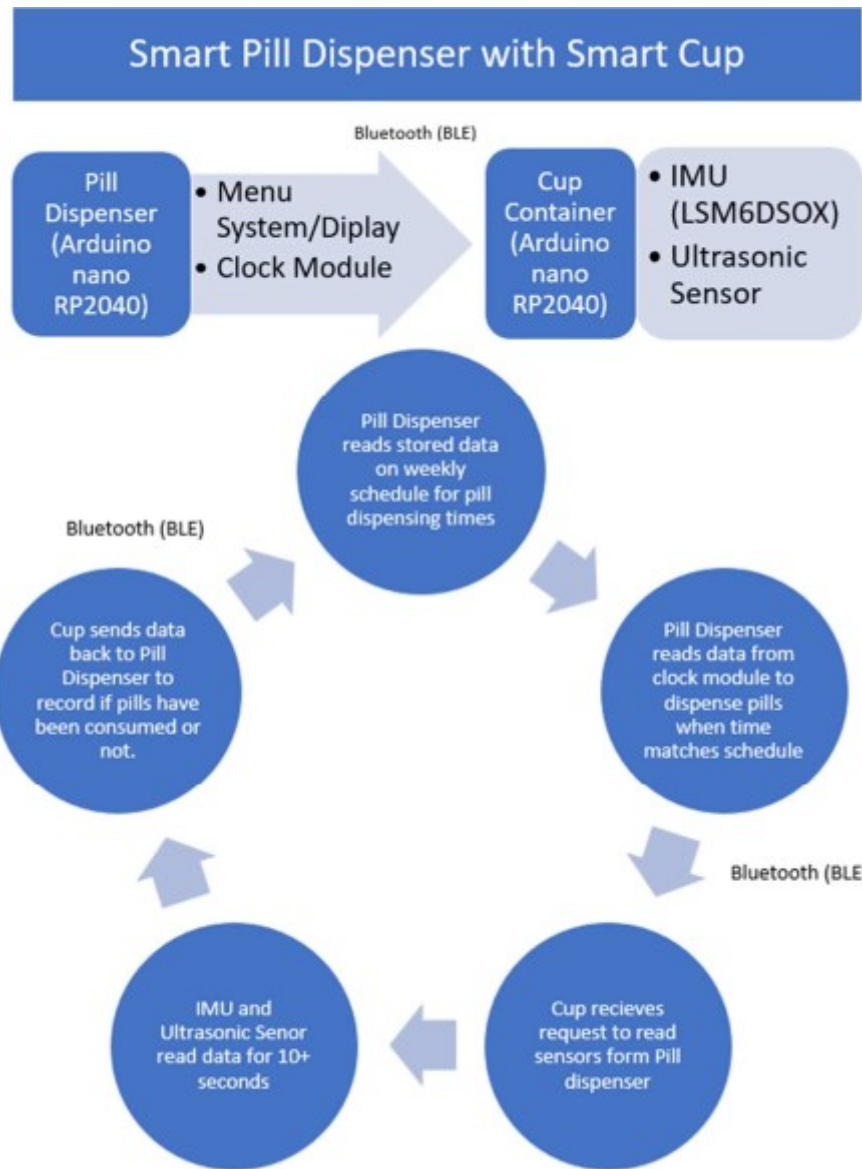 Smart Pill Dispenser with Smart Cup
Bluetooth (BLE)
Pill
Dispenser
(Arduino
nano
RP2040)
• Menu
System/Diplay
• Clock Module
Cup
Container
(Arduino
nano
RP2040)
• IMU
(LSM6DSOX)
• Ultrasonic
Sensor
Pill Dispenser
reads stored data
on weekly
schedule for pill
dispensing times
Bluetooth (BLE)
Pill Dispenser
reads data from
clock module to
dispense pills
when time
matches schedule
Cup sends data
back to Pill
Dispenser to
record if pills have
been consumed or
not.
Bluetooth (BLE
Cup recieves
request to read
sensors form Pill
dispenser
IMU and
Ultrasonic Senor
read data for 10+
seconds